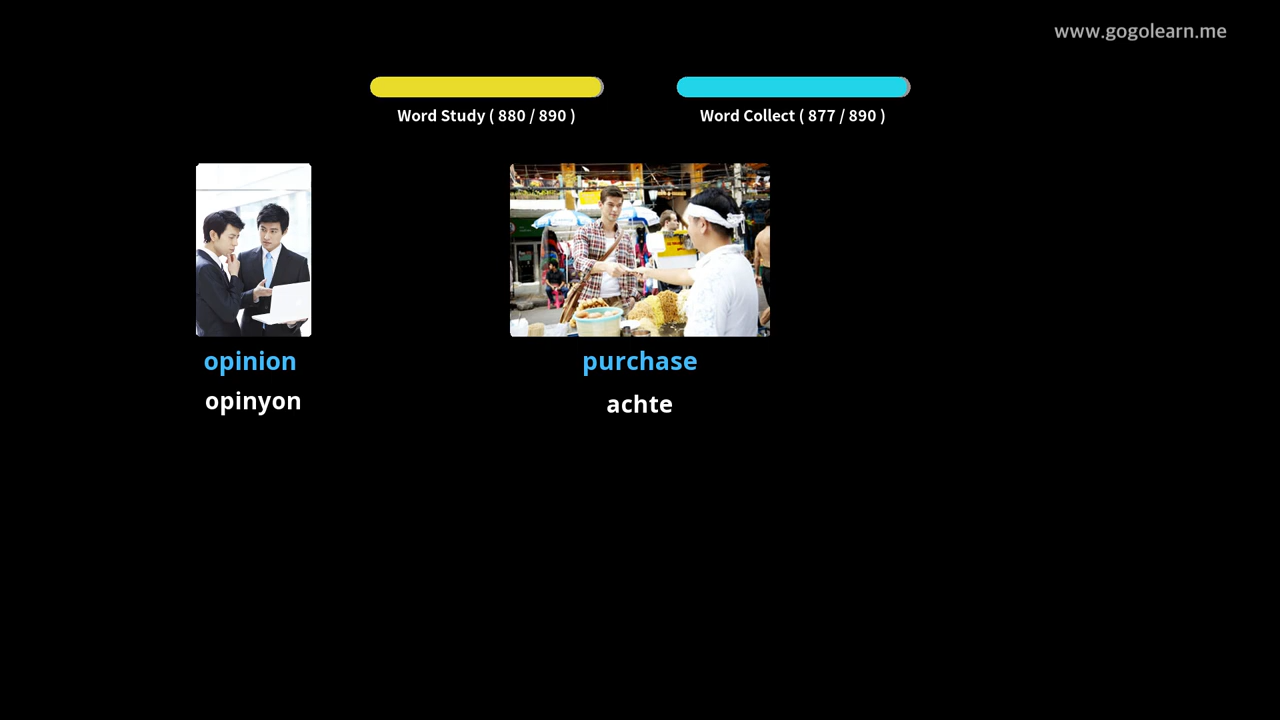 www.gogolearn.me
Word Study ( 880 / 890 )
Word Collect ( 877 / 890 )
opinion
opinyon
purchase
achte